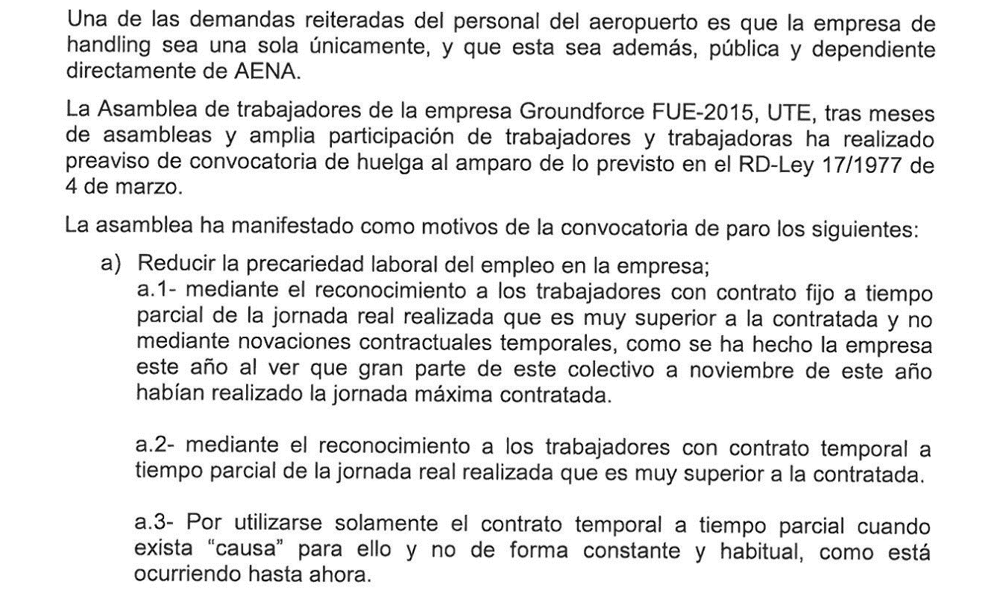 Una de las demandas reiteradas del personal del aeropuerto es que la empresa de
handling sea una sola únicamente, y que esta sea además, pública y dependiente
directamente de AENA.
La Asamblea de trabajadores de la empresa Groundforce FUE-2015, UTE, tras meses
de asambleas y amplia participación de trabajadores y trabajadoras ha realizado
preaviso de convocatoria de huelga al amparo de lo previsto en el RD-Ley 17/1977 de
4 de marzo.
La asamblea ha manifestado como motivos de la convocatoria de paro los siguientes:
a) Reducir la precariedad laboral del empleo en la empresa;
a.1- mediante el reconocimiento a los trabajadores con contrato fijo a tiempo
parcial de la jornada real realizada que es muy superior a la contratada y no
mediante novaciones contractuales temporales, como se ha hecho la empresa
este año al ver que gran parte de este colectivo a noviembre de este año
habían realizado la jornada máxima contratada.
a.2- mediante el reconocimiento a los trabajadores con contrato temporal a
tiempo parcial de la jornada real realizada que es muy superior a la contratada.
a.3- Por utilizarse solamente el contrato temporal a tiempo parcial cuando
exista “causa” para ello y no de forma constante y habitual, como está
ocurriendo hasta ahora.